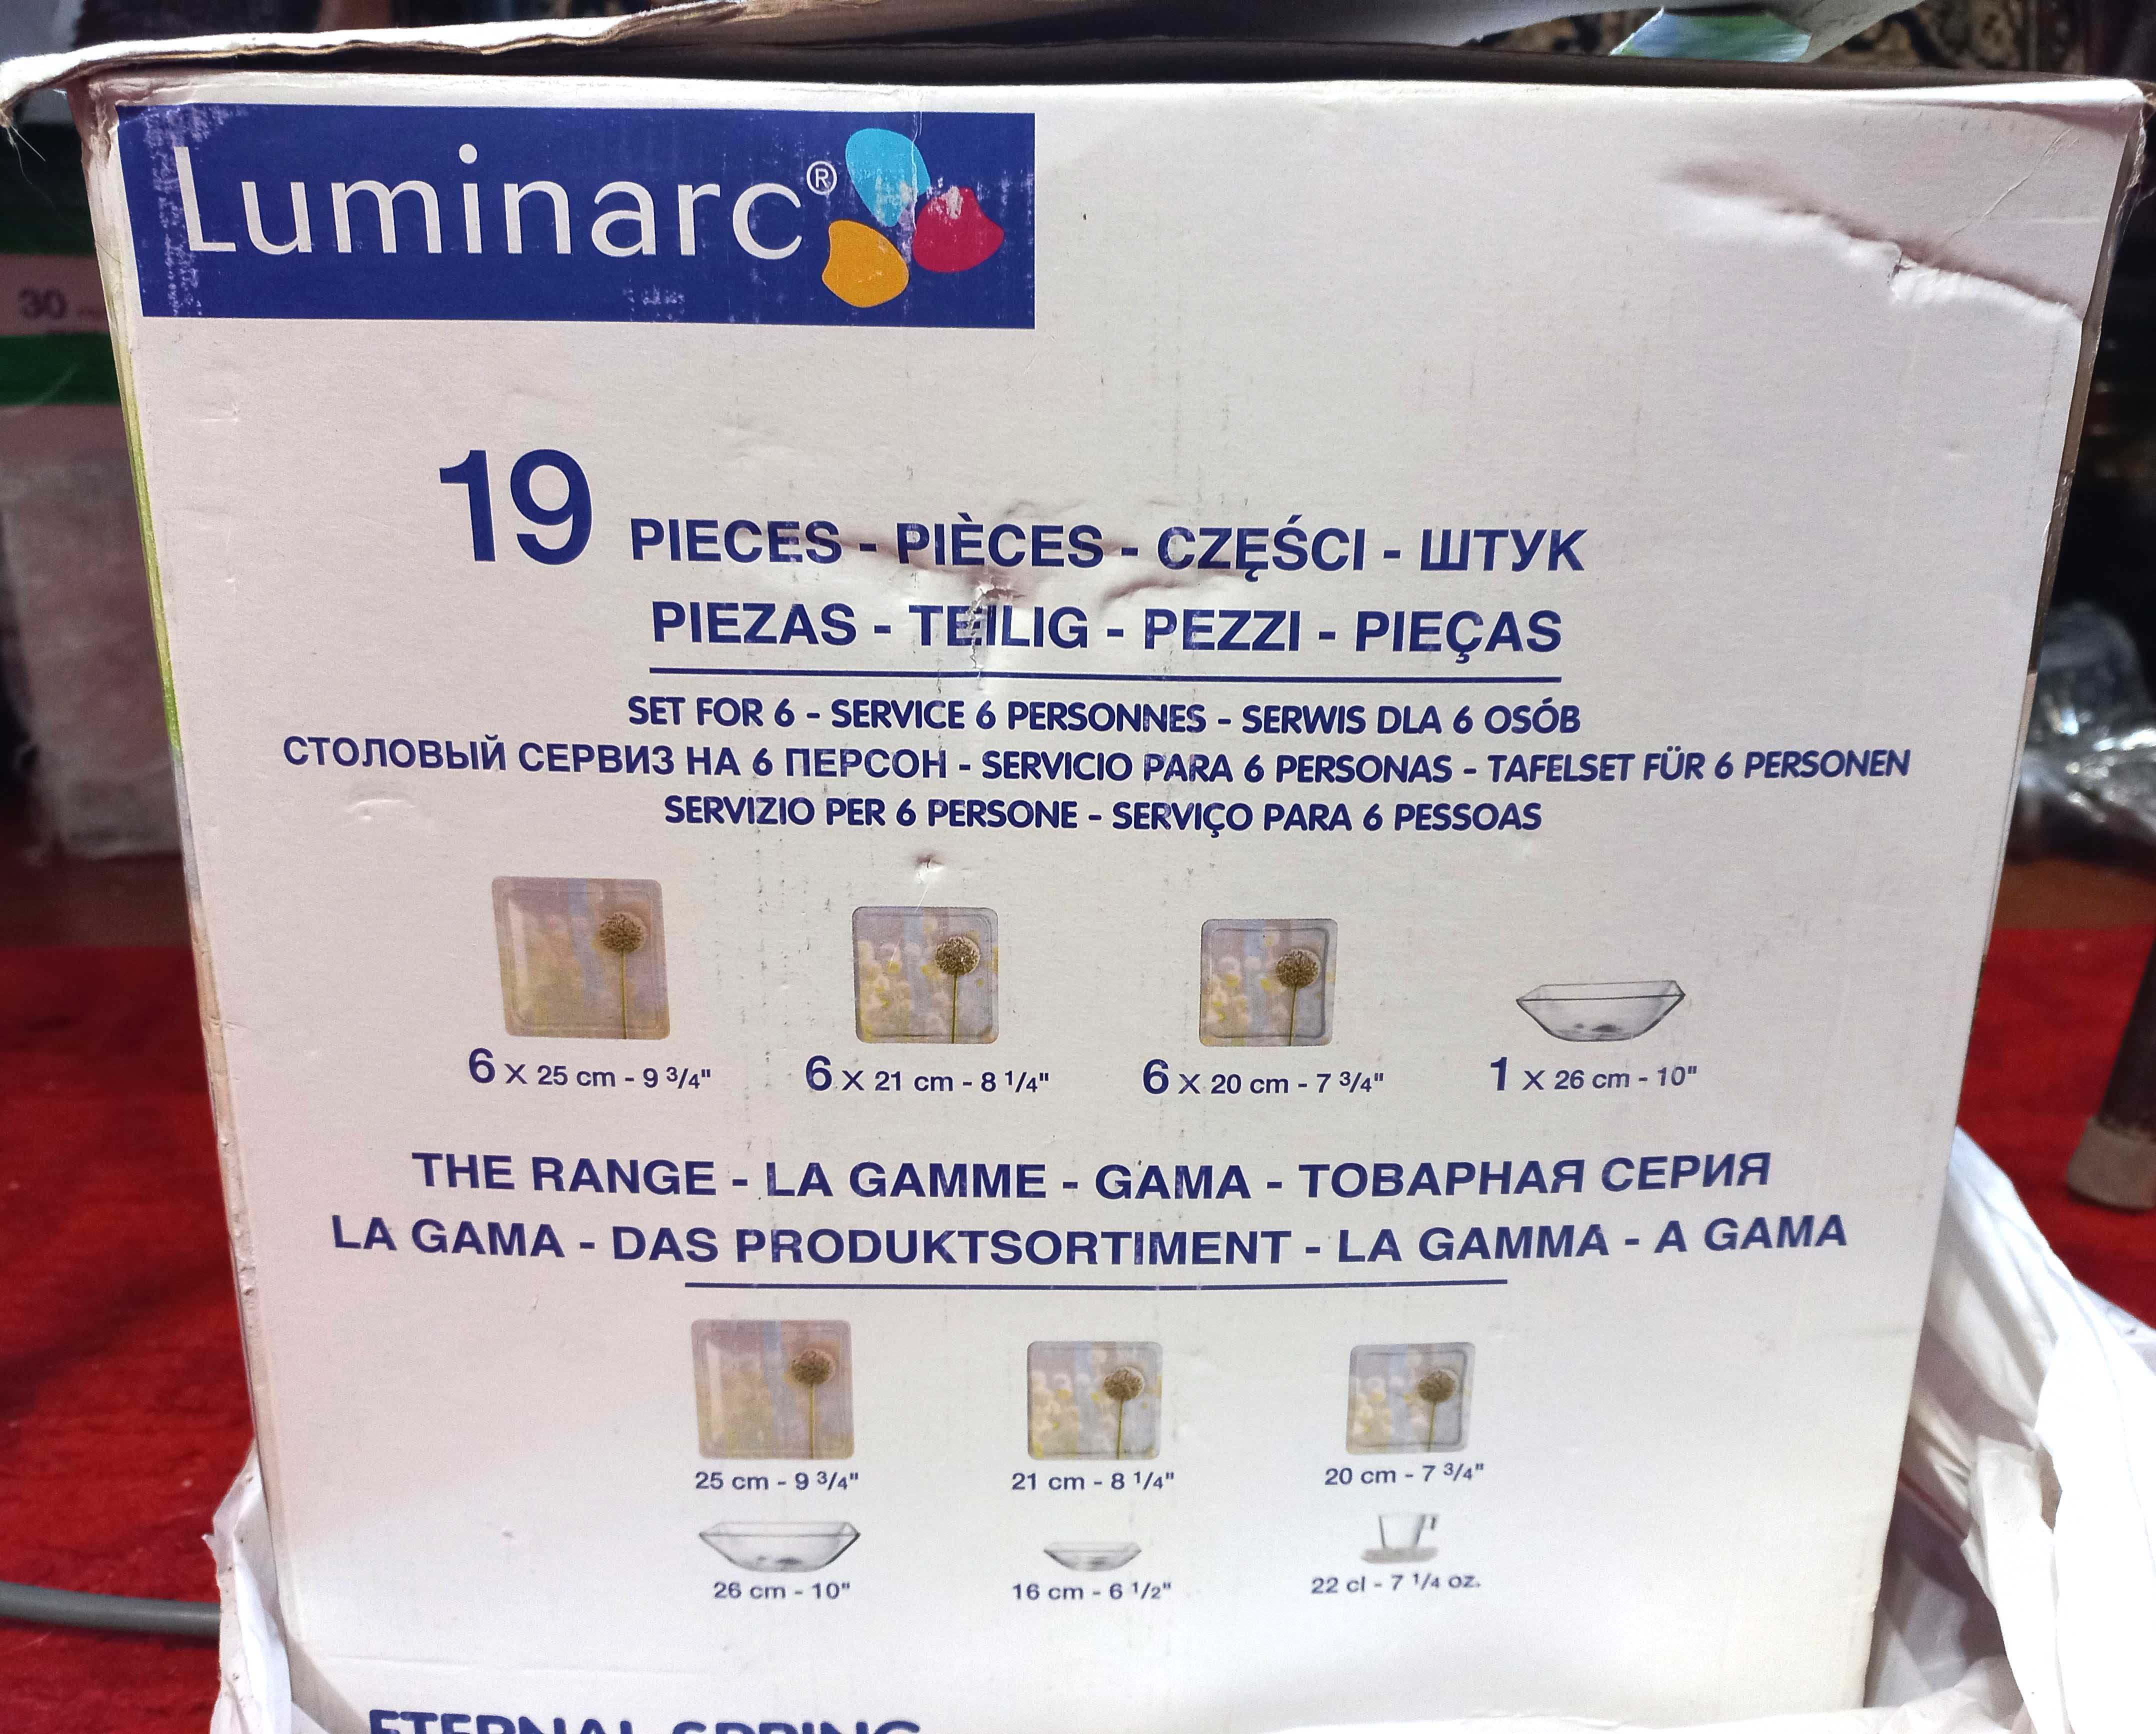 Luminarc®
30
19 PIECES - PIÈCES - CZĘŚCI - ШТУК
PIEZAS - TEILIG - PEZZI - PIEÇAS
SET FOR 6 - SERVICE 6 PERSONNES - SERWIS DLA 6 OSÓB
СТОЛОВЫЙ СЕРВИЗ НА 6 ПЕРСОН - SERVICIO PARA 6 PERSONAS - TAFELSET FÜR 6 PERSONEN
SERVIZIO PER 6 PERSONE - SERVIÇO PARA 6 PESSOAS
6 x 25 cm - 9 3/4" 6 x 21 cm - 8 1/4" 6 x 20 cm - 7 3/4" 1 x 26 cm - 10"
THE RANGE - LA GAMME - GAMA - ТОВАРНАЯ СЕРИЯ
LA GAMA - DAS PRODUKTSORTIMENT - LA GAMMA - A GAMA
25 cm - 9 3/4" 21 cm - 8 1/4" 20 cm - 7 3/4"
26 cm - 10" 16 cm - 6 1/2" 22 cl - 7 1/4 oz.
ETERNAL SPRING